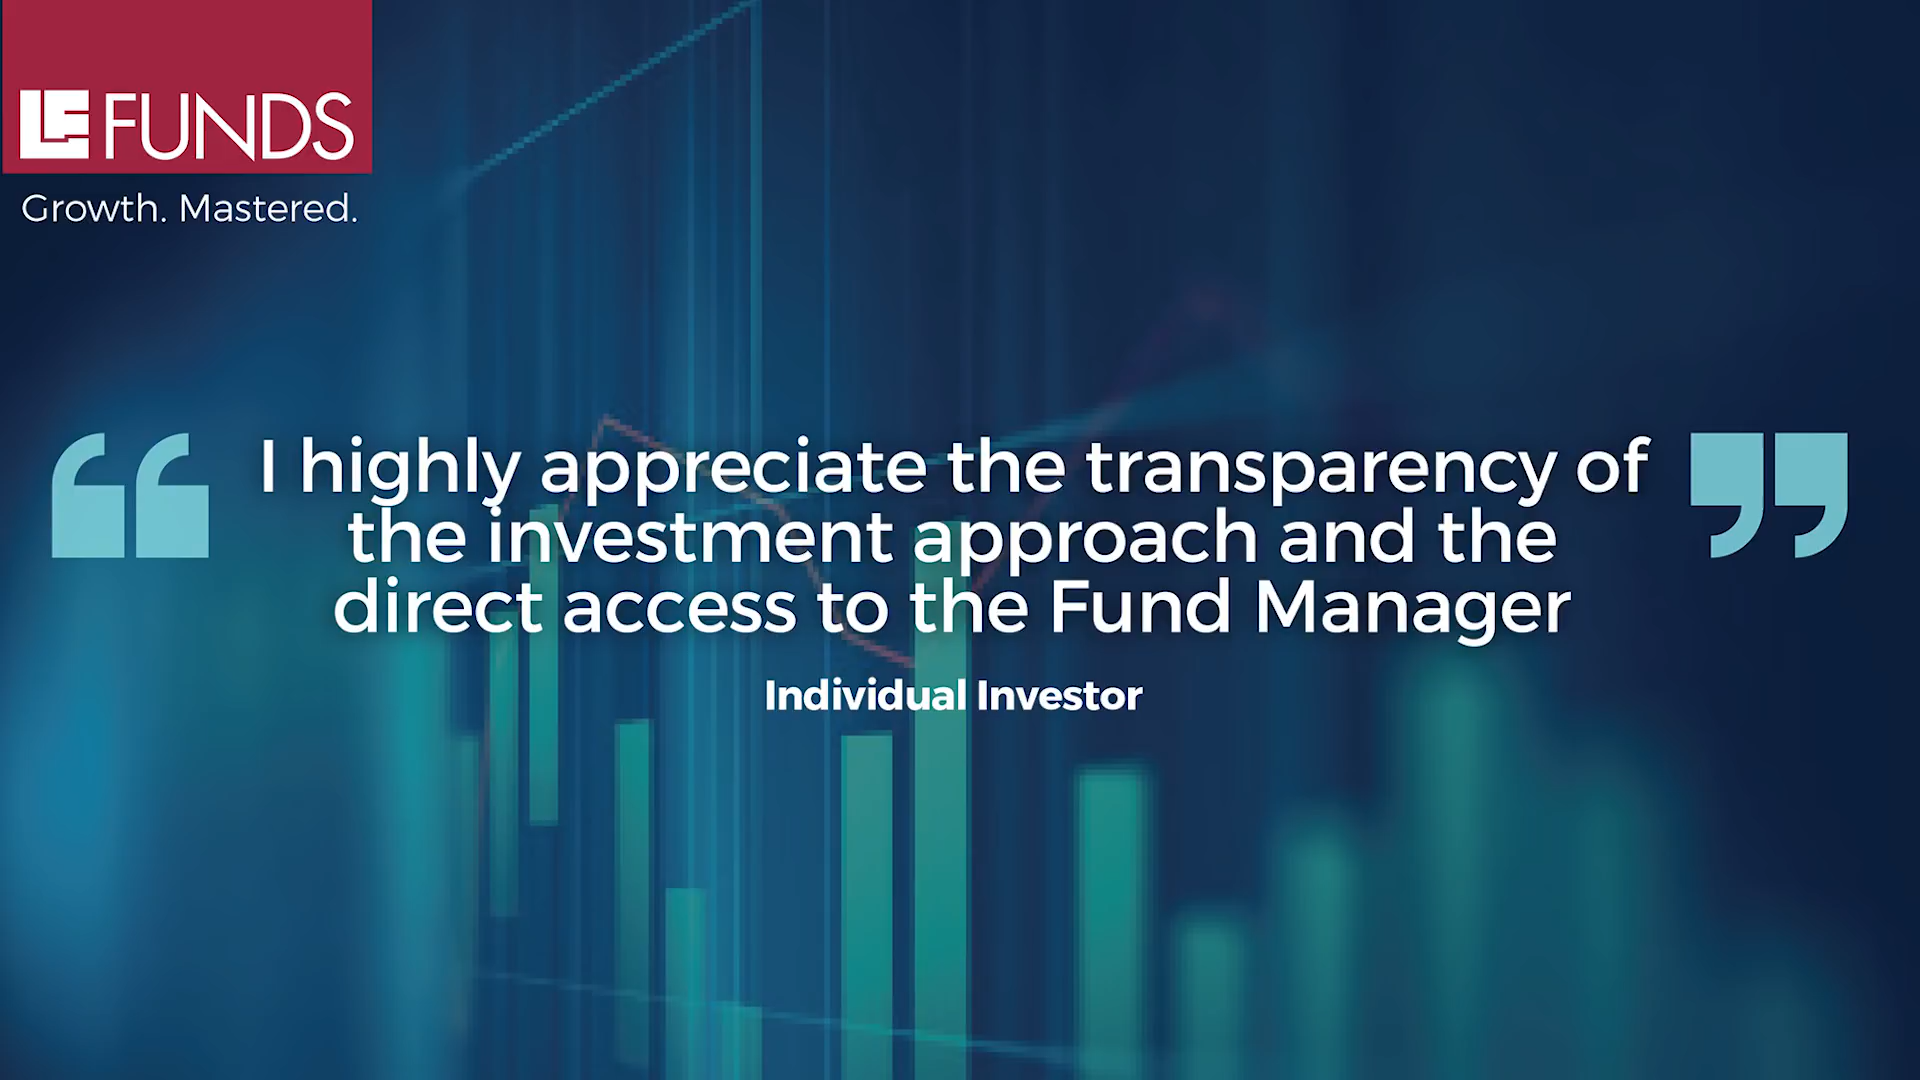 LF FUNDS
Growth. Mastered.
“I highly appreciate the transparency of”
the investment approach and the
direct access to the Fund Manager
Individual Investor